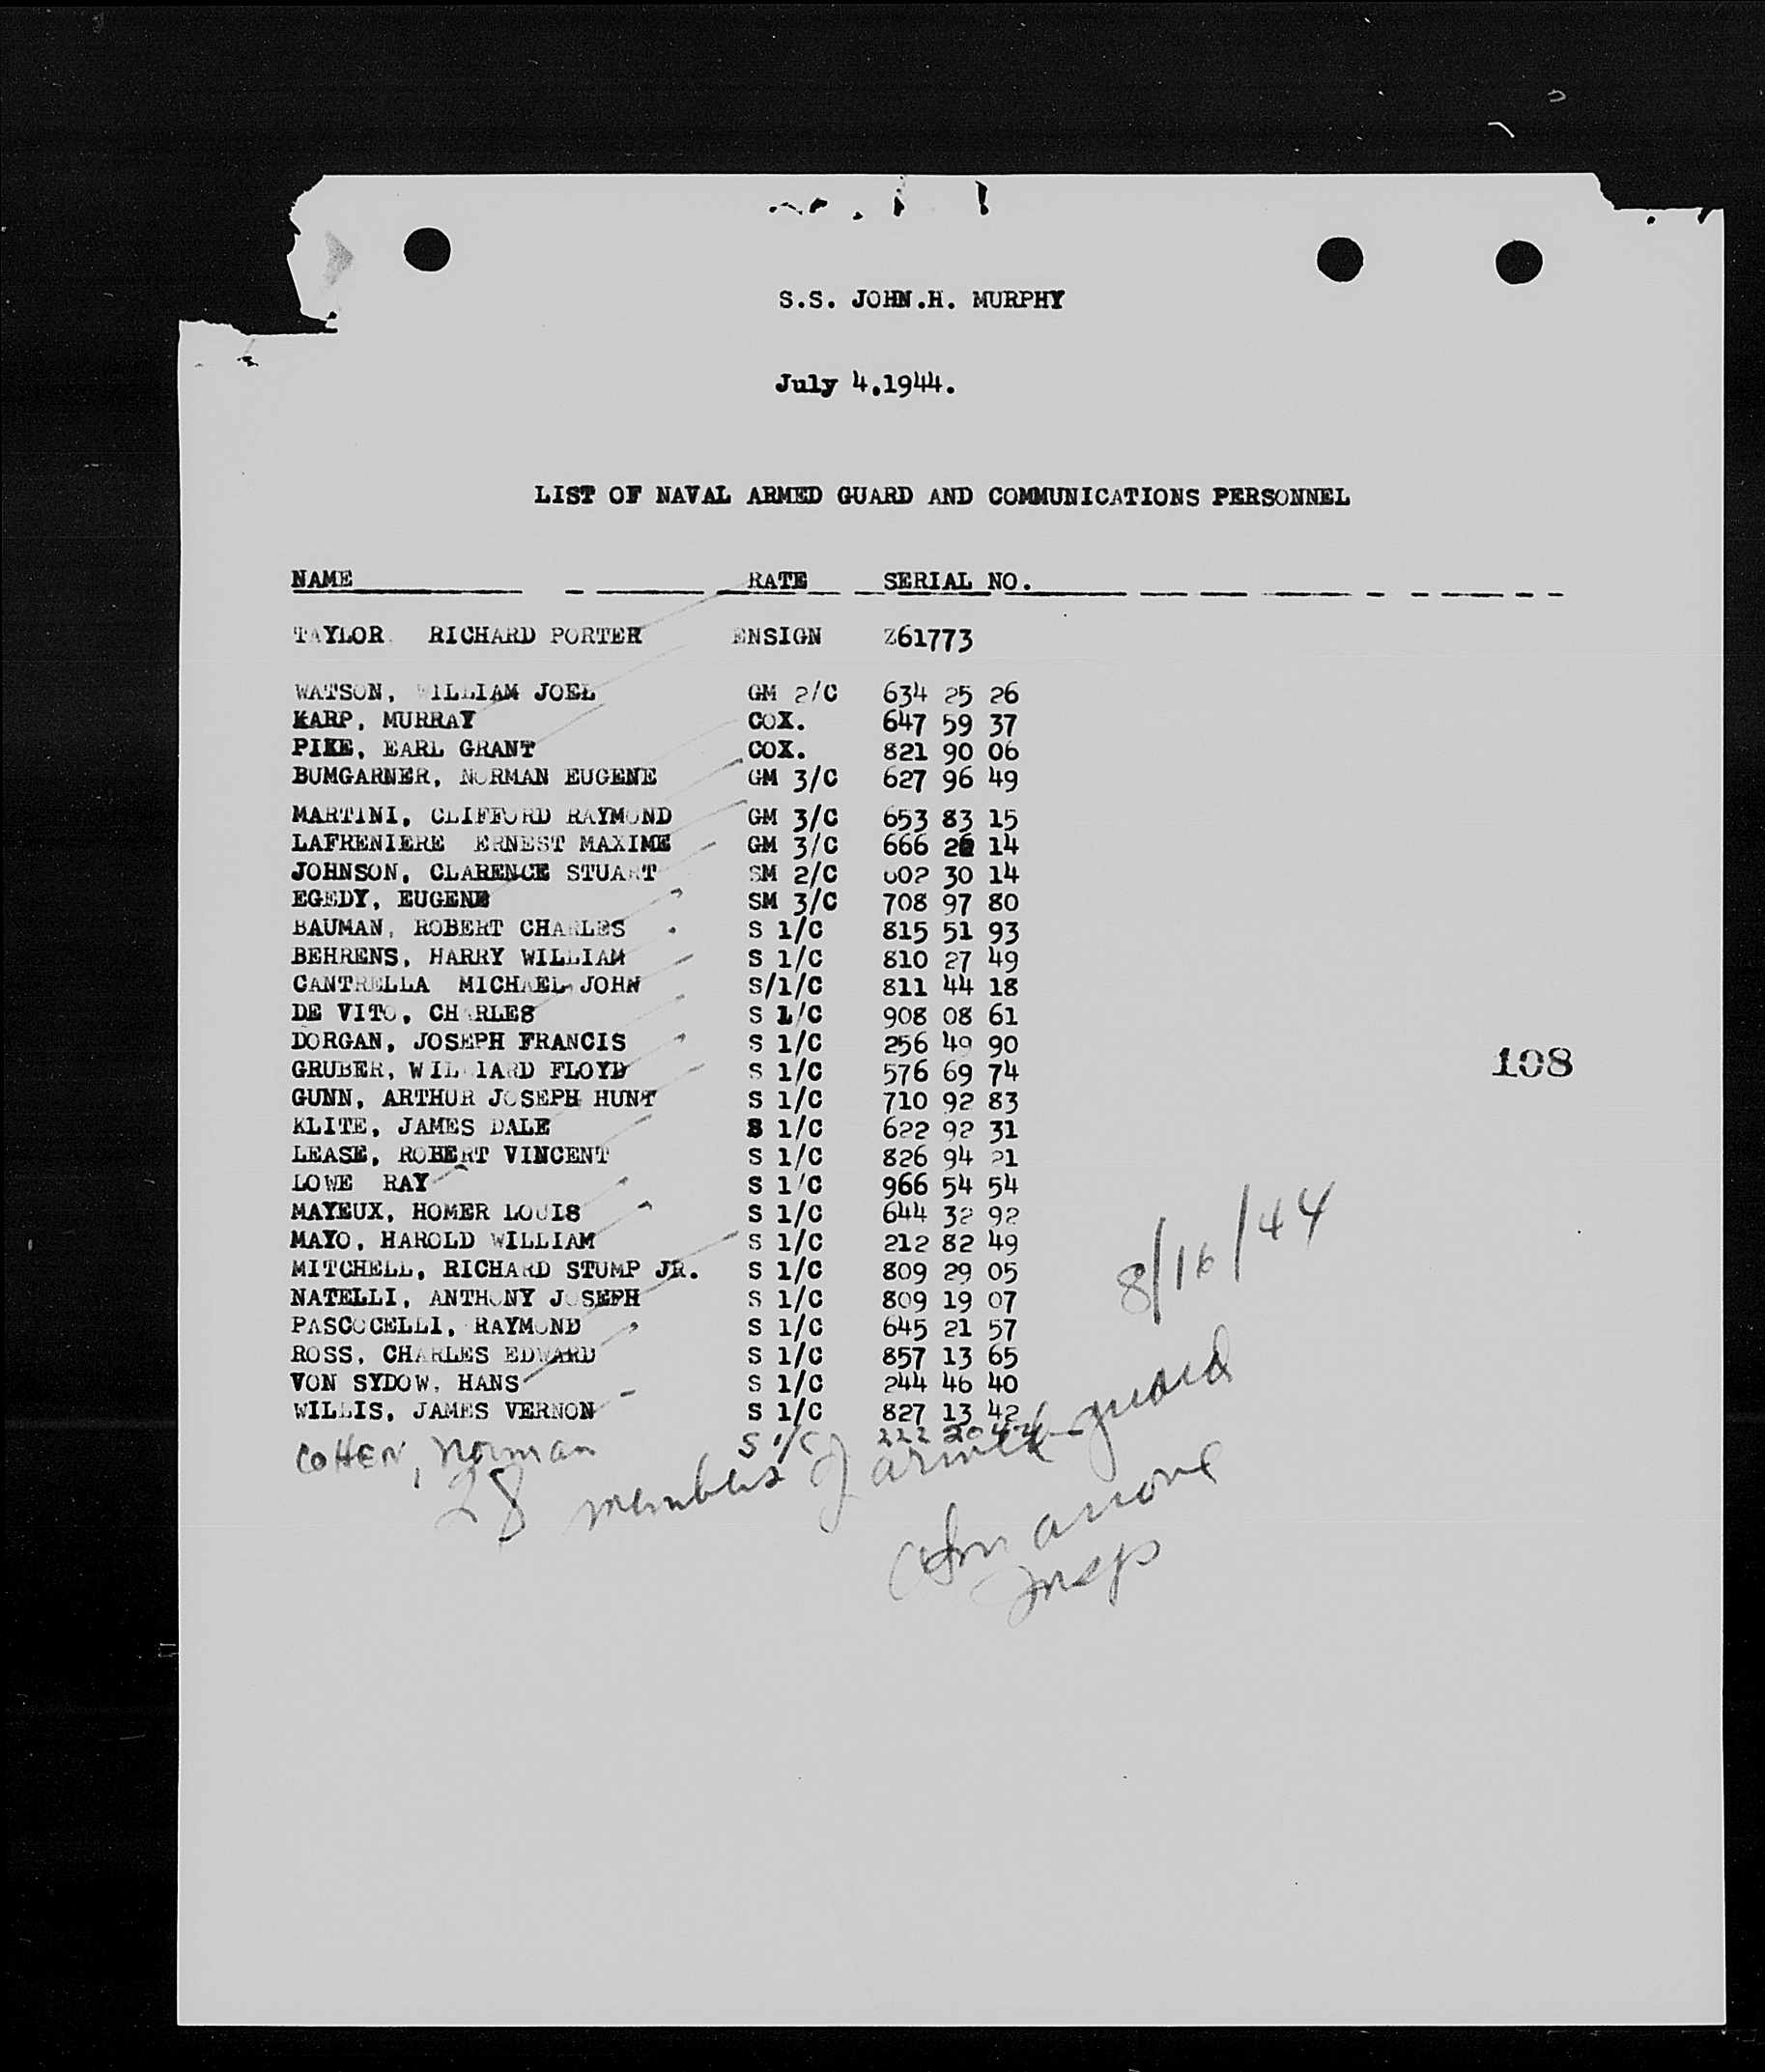 S.S. JOHN.H. MURPHY
July 4,1944.
LIST OF NAVAL ARMED GUARD AND COMMUNICATIONS PERSONNEL
NAME RATE SERIAL NO.
TAYLOR RICHARD PORTER ENSIGN Z61773
WATSON, WILLIAM JOEL GM 2/C 634 25 26
KARP, MURRAY COX. 647 59 37
PIKE, EARL GRANT COX. 821 90 06
BUMGARNER, NORMAN EUGENE GM 3/C 627 96 49
MARTINI, CLIFFORD RAYMOND GM 3/C 653 83 15
LAFRENIERE ERNEST MAXIME GM 3/C 666 26 14
JOHNSON, CLARENCE STUART SM 2/C 602 30 14
EGEDY, EUGENE SM 3/C 708 97 80
BAUMAN, ROBERT CHARLES S 1/C 815 51 93
BEHRENS, HARRY WILLIAM S 1/C 810 27 49
CANTRELLA MICHAEL JOHN S/1/C 811 44 18
DE VITO, CHARLES S 1/C 908 08 61
DORGAN, JOSEPH FRANCIS S 1/C 256 49 90
GRUBER, WILLIARD FLOYD S 1/C 576 69 74
GUNN, ARTHUR JOSEPH HUNT S 1/C 710 92 83
KLITE, JAMES DALE S 1/C 622 92 31
LEASE, ROBERT VINCENT S 1/C 826 94 21
LOWE RAY S 1/C 966 54 54
MAYEUX, HOMER LOUIS S 1/C 644 32 92
MAYO, HAROLD WILLIAM S 1/C 212 82 49
MITCHELL, RICHARD STUMP JR. S 1/C 809 29 05
NATELLI, ANTHONY JOSEPH S 1/C 809 19 07
PASCOCELLI, RAYMOND S 1/C 645 21 57
ROSS, CHARLES EDWARD S 1/C 857 13 65
VON SYDOW, HANS S 1/C 244 46 40
WILLIS, JAMES VERNON S 1/C 827 13 42
COHEN, Norman S 1/C 222 20
28 members of armed guard
Insp
8/16/44
108